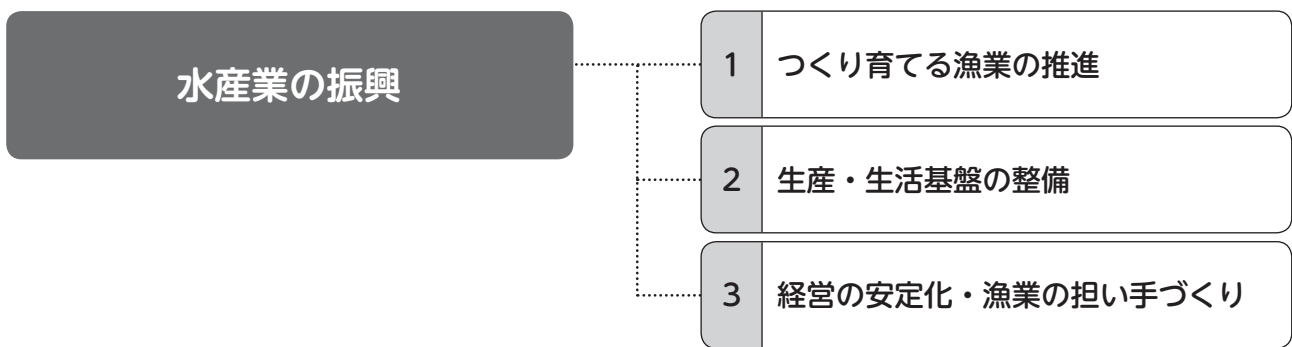 水産業の振興
1 つくり育てる漁業の推進
2 生産・生活基盤の整備
3 経営の安定化・漁業の担い手づくり